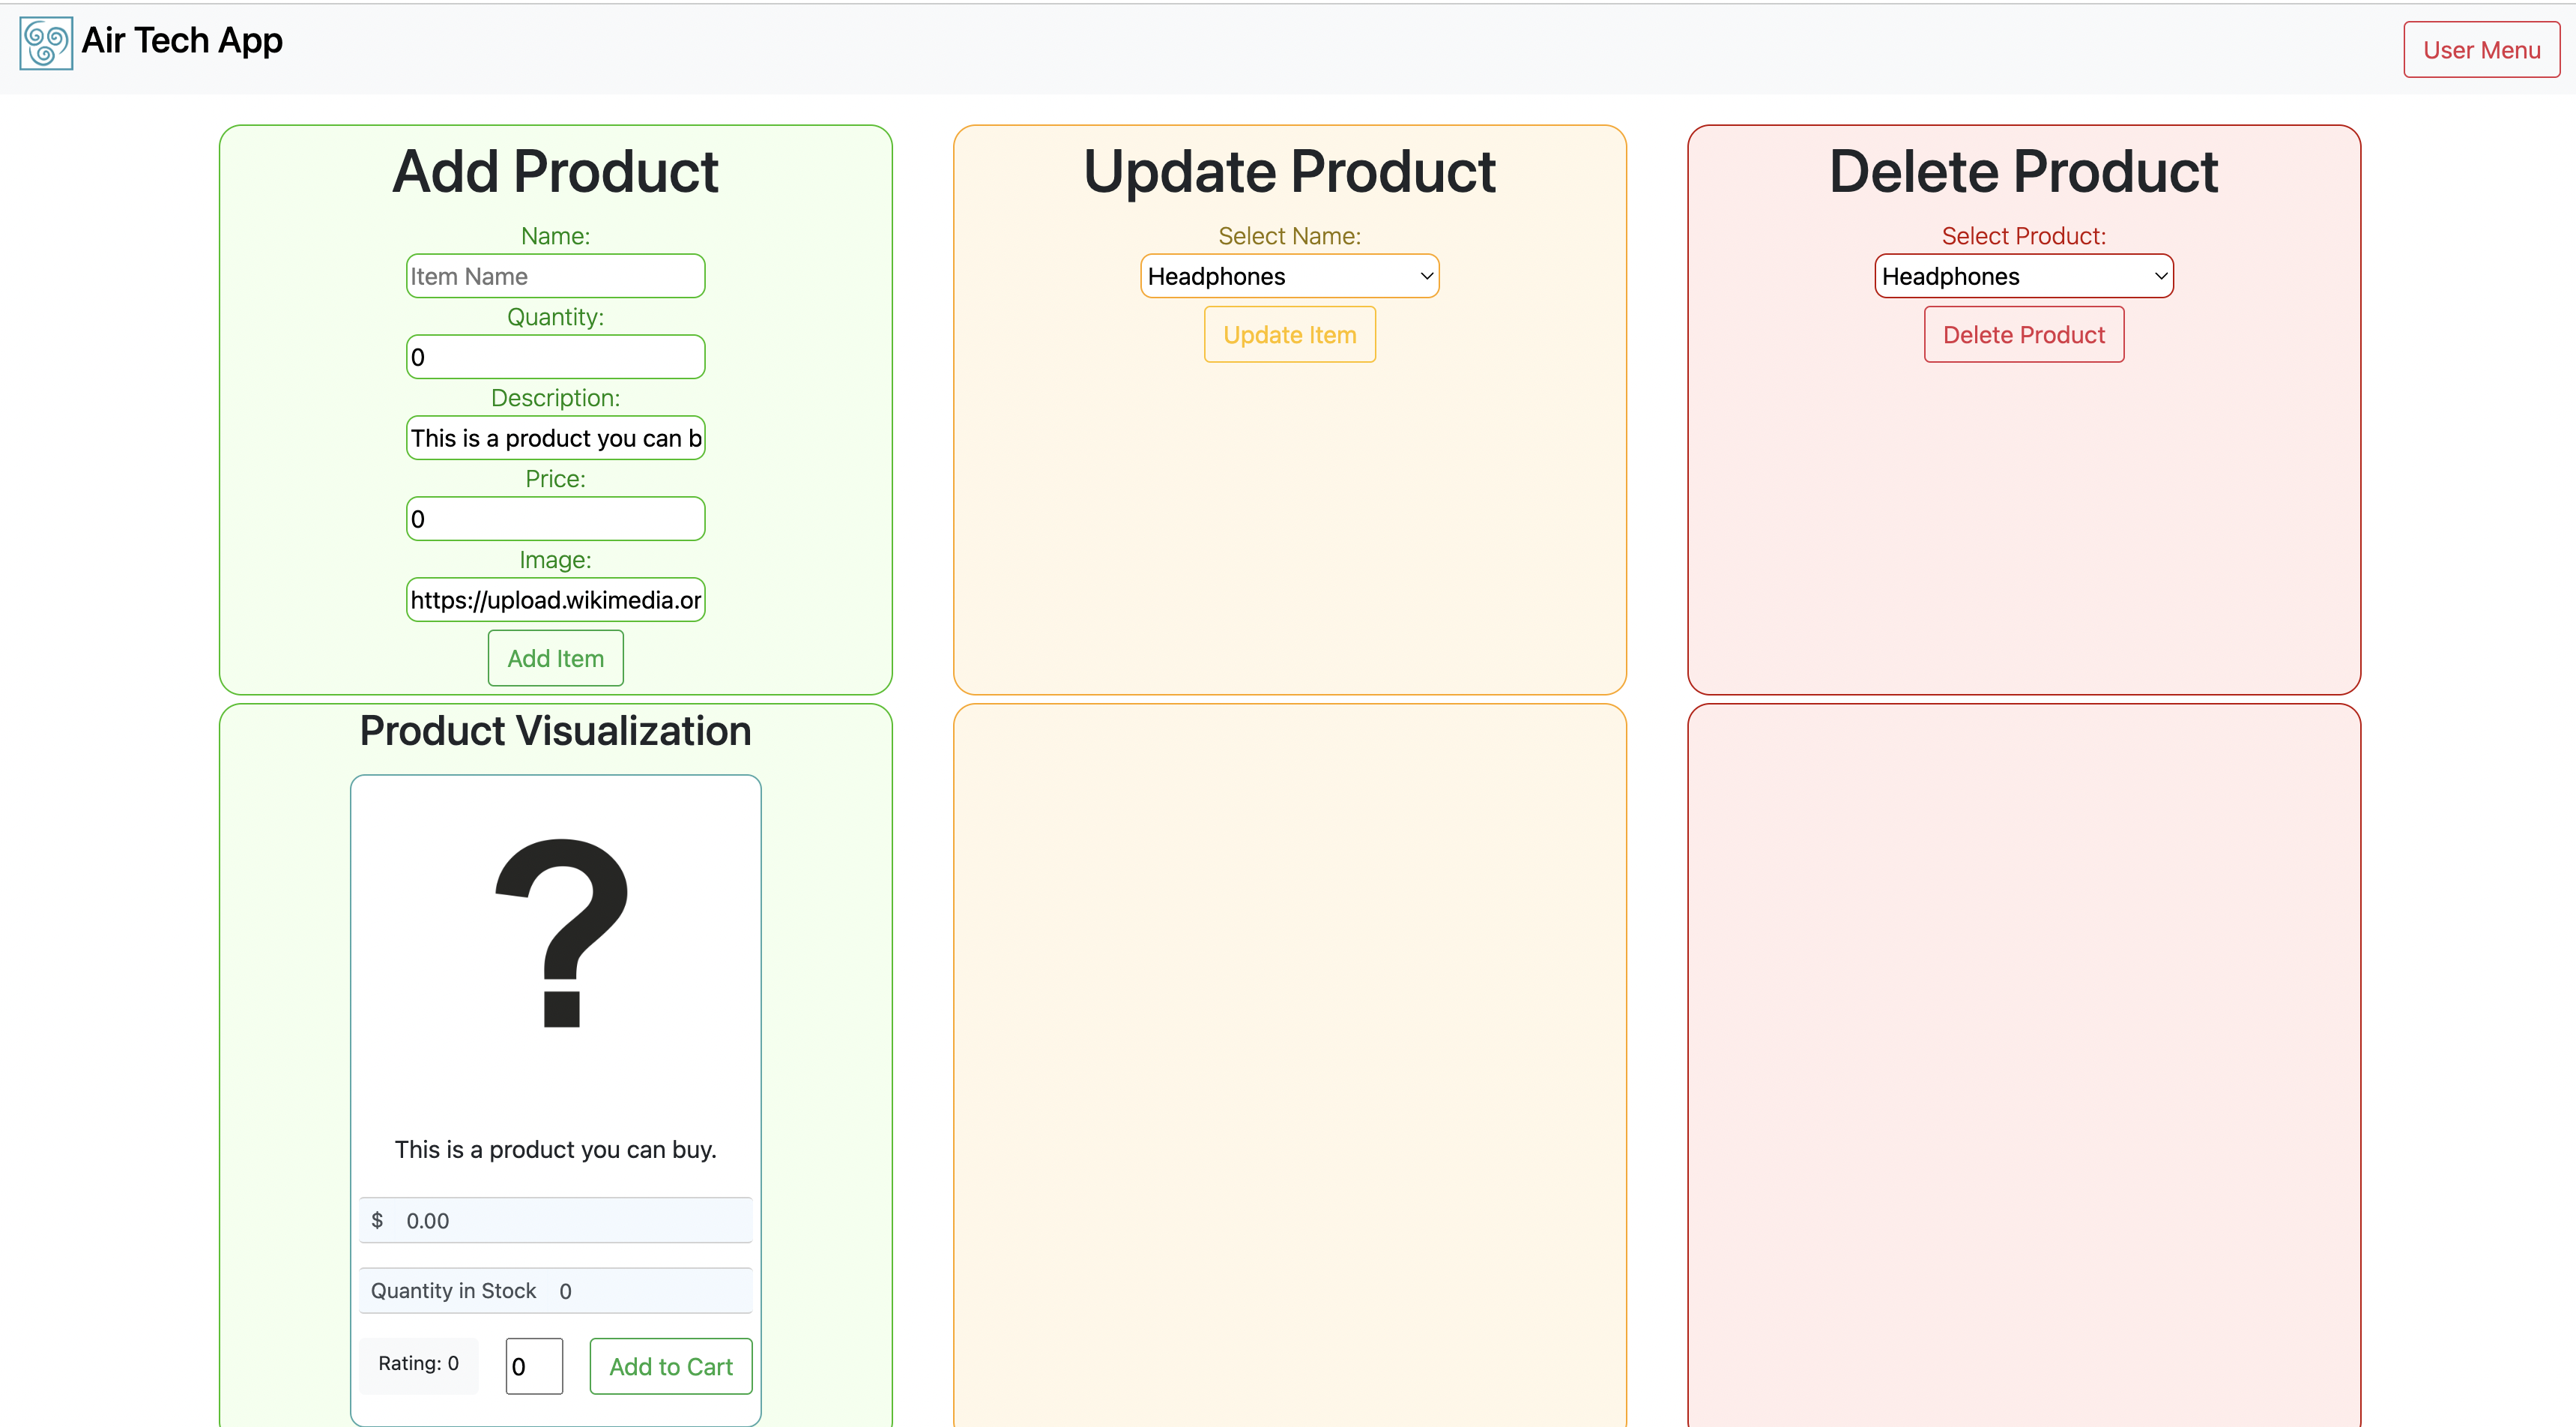 Air Tech App
User Menu
Add Product
Name:
Item Name
Quantity:
0
Description:
This is a product you can b
Price:
0
Image:
https://upload.wikimedia.or
Add Item
Update Product
Select Name:
Headphones
Update Item
Delete Product
Select Product:
Headphones
Delete Product
Product Visualization
?
This is a product you can buy.
$ 0.00
Quantity in Stock 0
Rating: 0
0
Add to Cart